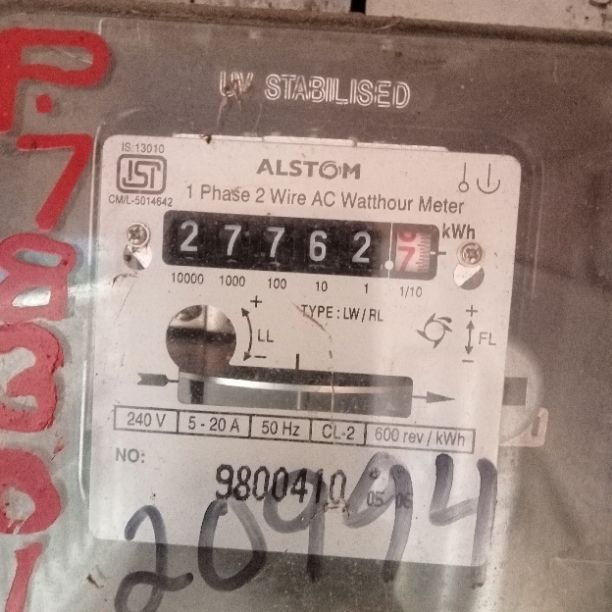 UV STABILISED
IS:13010
ISI
CM/L-5014642
ALSTOM
1 Phase 2 Wire AC Watthour Meter
2 7 7 6 2 7 kWh
10000 1000 100 10 1 1/10
TYPE : LW / RL
+
LL
−
+
FL
−
240 V 5 - 20 A 50 Hz CL-2 600 rev / kWh
NO:
9800410
20994
P.
7
8
3
0
1